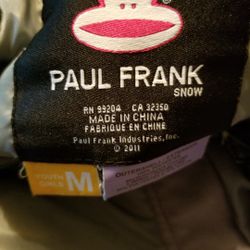 PAUL FRANK
SNOW
RN 99204 CA 32350
MADE IN CHINA
FABRIQUÉ EN CHINE
Paul Frank Industries, Inc.
© 2011
YOUTH
GIRLS
M